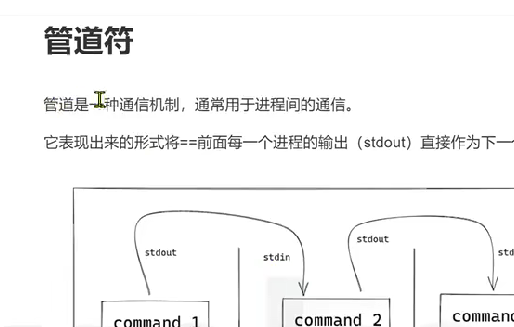 管道符
管道是一种通信机制，通常用于进程间的通信。
它表现出来的形式将==前面每一个进程的输出（stdout）直接作为下一
stdout
stdin
stdout
command 1
command 2
comman